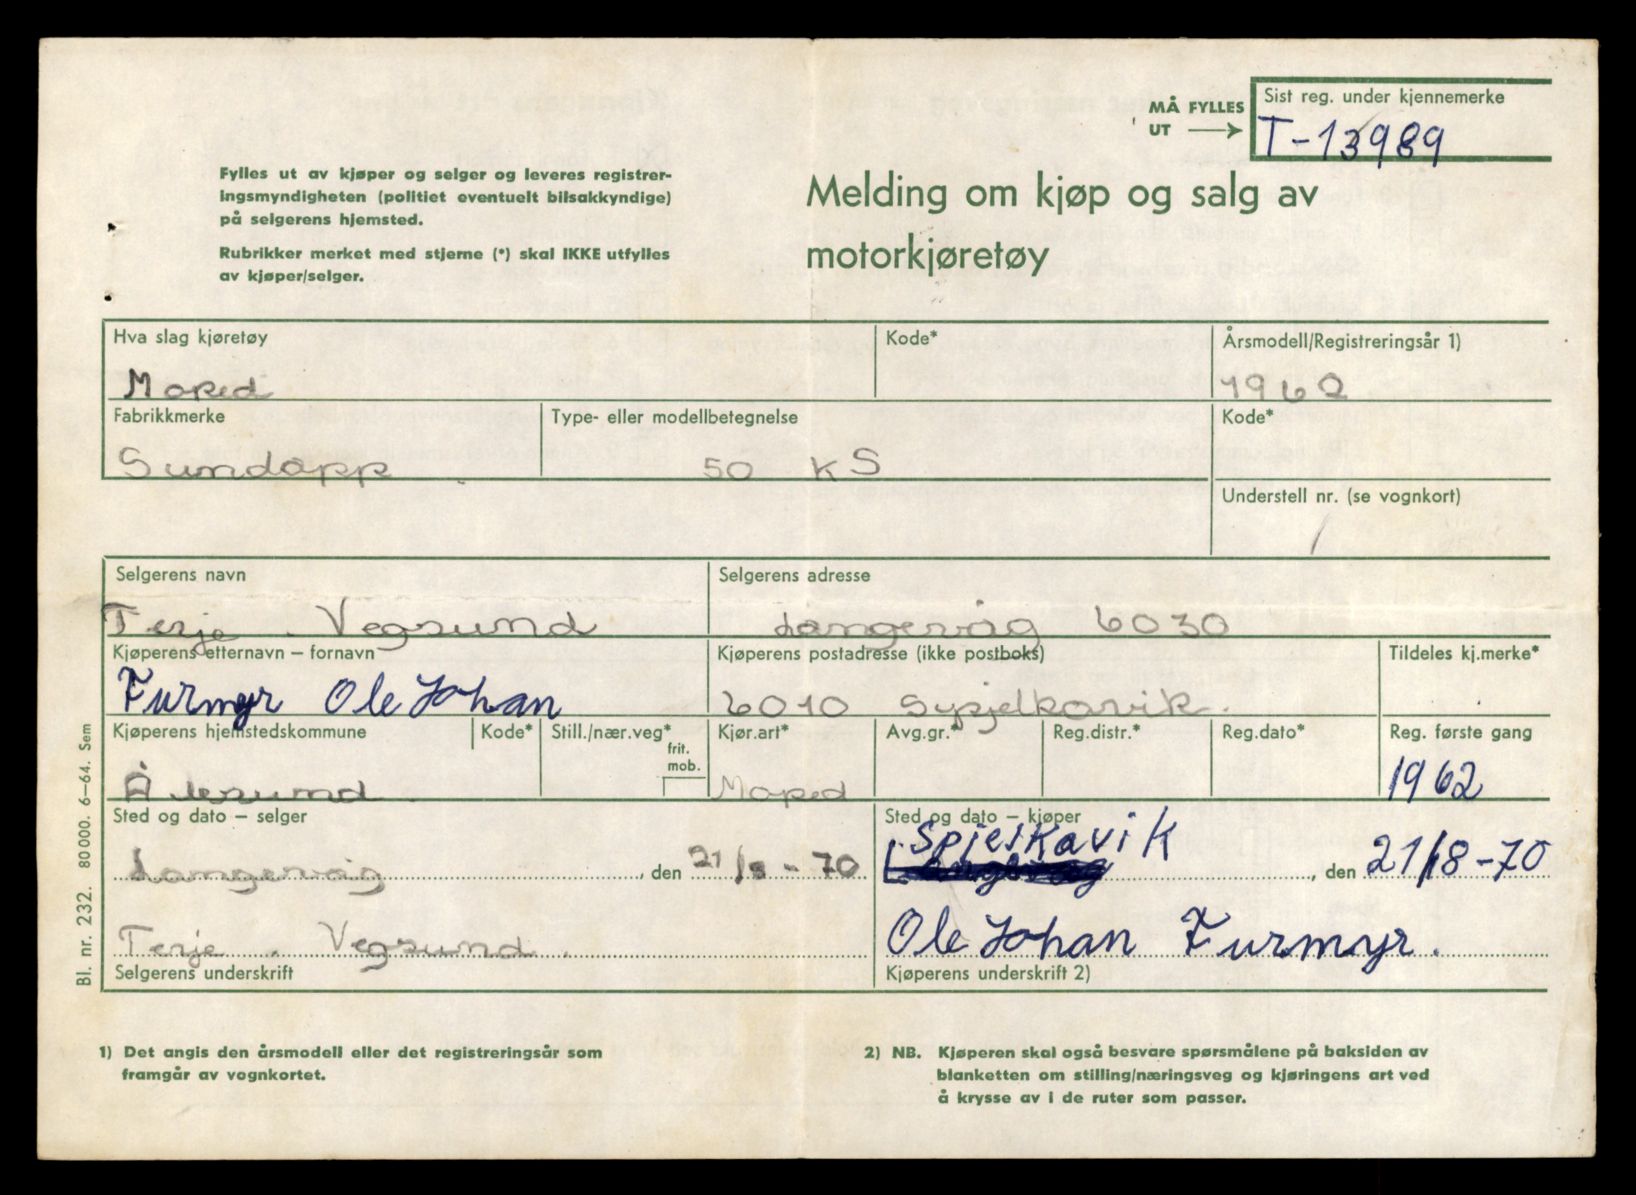 MÅ FYLLES
UT
Sist reg. under kjennemerke
T-13989
Fylles ut av kjøper og selger og leveres registrer-
ingsmyndigheten (politiet eventuelt bilsakkyndige)
på selgerens hjemsted.
Rubrikker merket med stjerne (*) skal IKKE utfylles
av kjøper/selger.
Melding om kjøp og salg av
motorkjøretøy
Hva slag kjøretøy
Moped
Kode*
Årsmodell/Registreringsår 1)
1962
Fabrikkmerke
Sundapp
Type- eller modellbetegnelse
50 KS
Kode*
Understell nr. (se vognkort)
Selgerens navn
Terje Vegsund
Selgerens adresse
Langevåg 6030
Kjøperens etternavn – fornavn
Furmyr Ole Johan
Kjøperens postadresse (ikke postboks)
6010 Spjelkavik.
Tildeles kj.merke*
Kjøperens hjemstedskommune
Ålesund
Kode*
Still./nær.veg*
frit.
mob.
Kjør.art*
Moped
Avg.gr.*
Reg.distr.*
Reg.dato*
Reg. første gang
1962
Sted og dato – selger
Langevåg, den 21/8-70
Terje Vegsund.
Selgerens underskrift
Sted og dato – kjøper
Spjelkavik, den 21/8-70
Ole Johan Furmyr.
Kjøperens underskrift 2)
Bl. nr. 232. 80000. 6–64. Sem
1) Det angis den årsmodell eller det registreringsår som
framgår av vognkortet.
2) NB. Kjøperen skal også besvare spørsmålene på baksiden av
blanketten om stilling/næringsveg og kjøringens art ved
å krysse av i de ruter som passer.